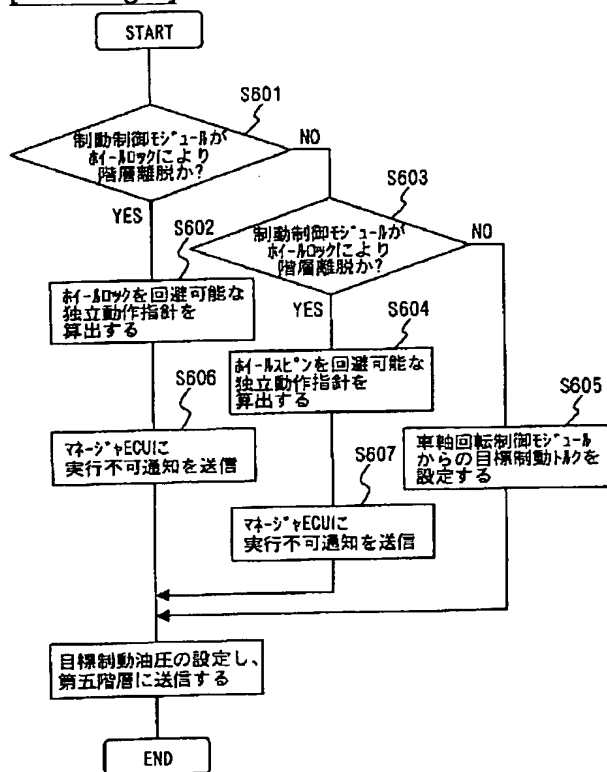 START
S601
制動制御ﾓｼﾞｭｰﾙが
ﾎｲｰﾙﾛｯｸにより
階層離脱か?
NO
YES
S602
ﾎｲｰﾙﾛｯｸを回避可能な
独立動作指針を
算出する
S603
制動制御ﾓｼﾞｭｰﾙが
ﾎｲｰﾙﾛｯｸにより
階層離脱か?
NO
YES
S604
ﾎｲｰﾙｽﾋﾟﾝを回避可能な
独立動作指針を
算出する
S605
車軸回転制御ﾓｼﾞｭｰﾙ
からの目標制動ﾄﾙｸを
設定する
S606
ﾏﾈｰｼﾞｬECUに
実行不可通知を送信
S607
ﾏﾈｰｼﾞｬECUに
実行不可通知を送信
目標制動油圧の設定し、
第五階層に送信する
END